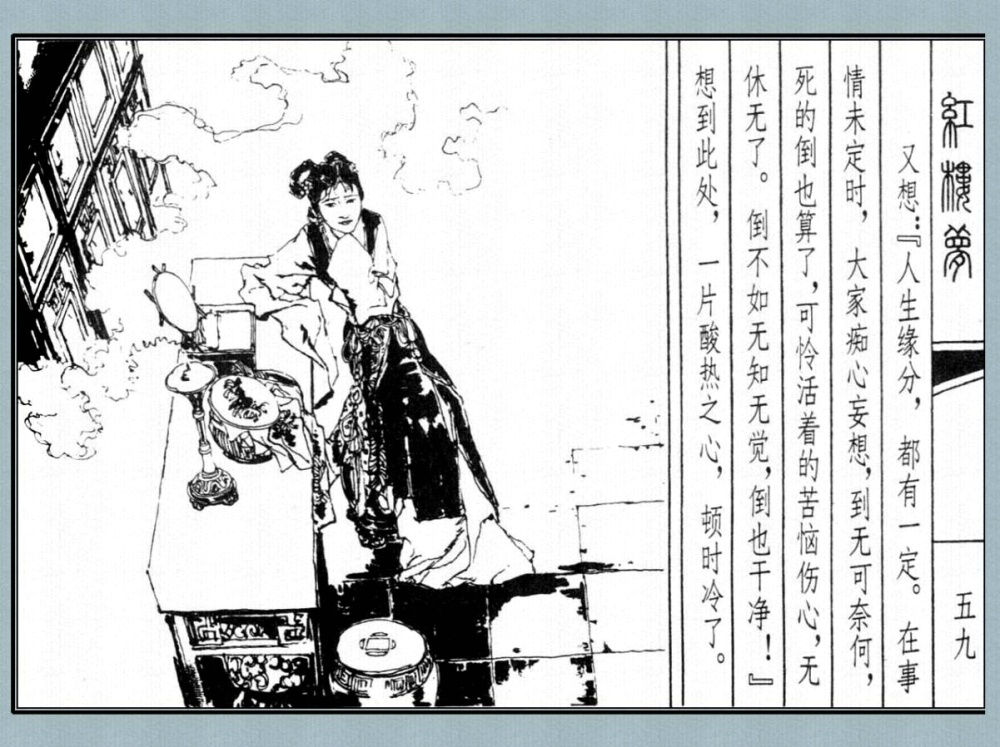 紅樓夢
五九
又想：『人生缘分，都有一定。在事
情未定时，大家痴心妄想，到无可奈何，
死的倒也算了，可怜活着的苦恼伤心，无
休无了。倒不如无知无觉，倒也干净！』
想到此处，一片酸热之心，顿时冷了。